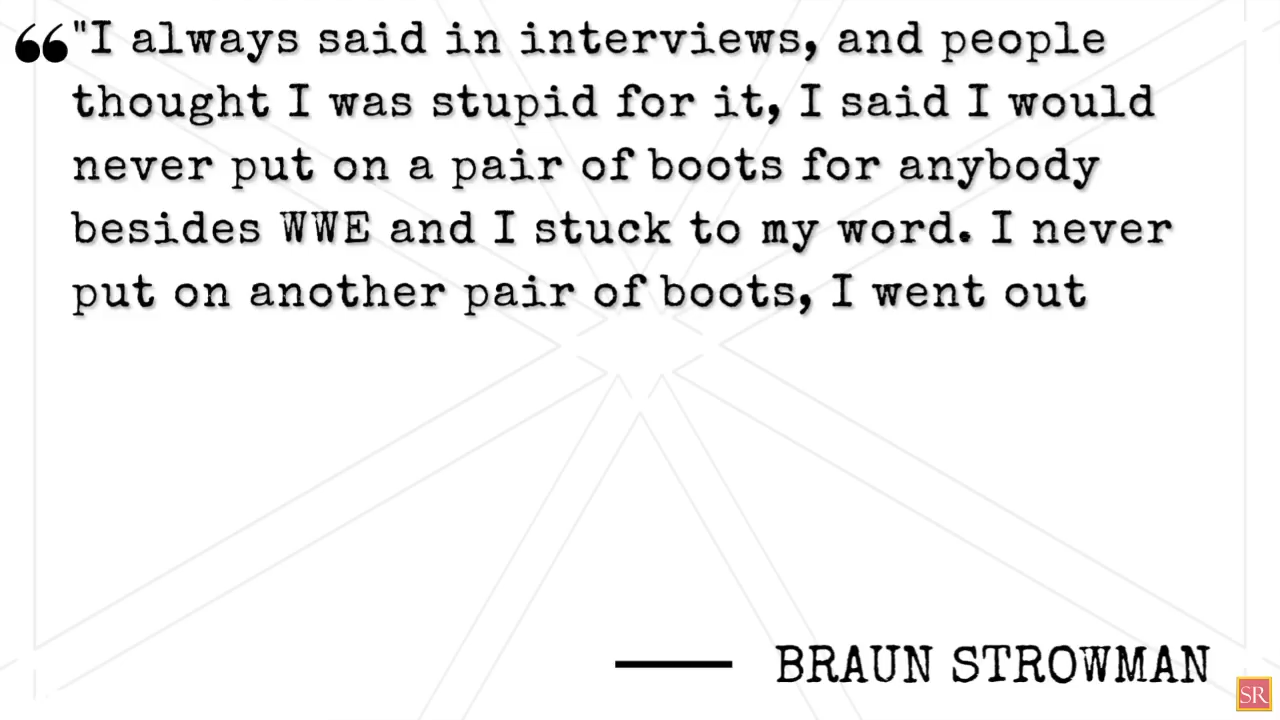 ❝"I always said in interviews, and people
thought I was stupid for it, I said I would
never put on a pair of boots for anybody
besides WWE and I stuck to my word. I never
put on another pair of boots, I went out
BRAUN STROWMAN
SR